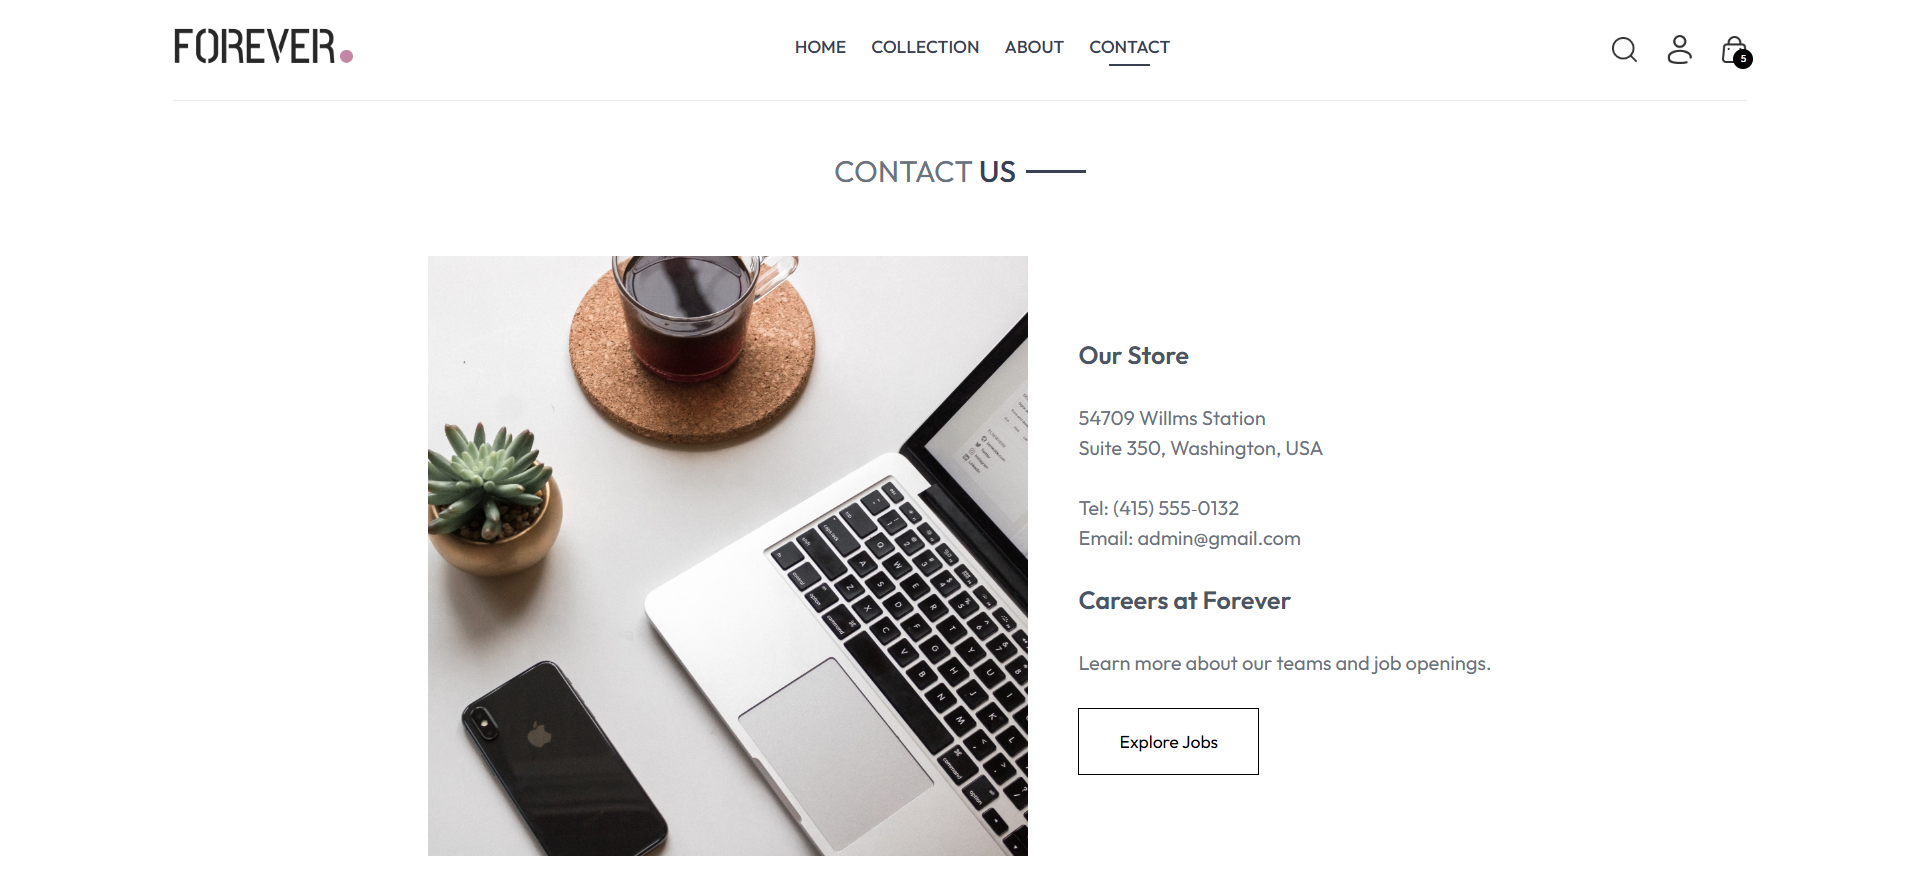 FOREVER
HOME COLLECTION ABOUT CONTACT
5
CONTACT US
Our Store
54709 Willms Station
Suite 350, Washington, USA
Tel: (415) 555-0132
Email: admin@gmail.com
Careers at Forever
Learn more about our teams and job openings.
Explore Jobs